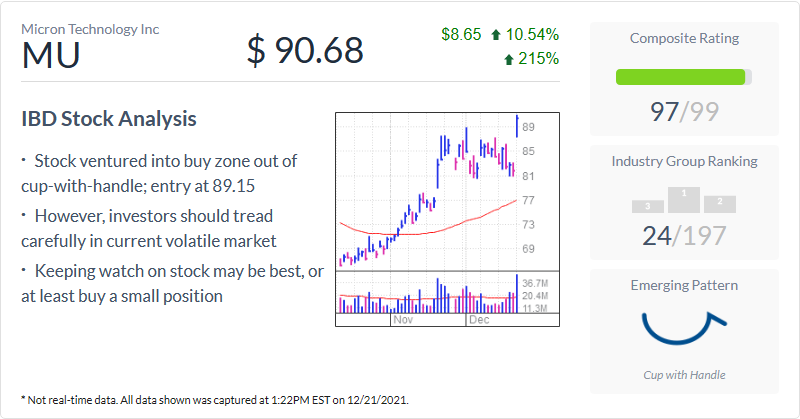 Micron Technology Inc
MU
$ 90.68
$8.65 10.54%
215%
IBD Stock Analysis
· Stock ventured into buy zone out of
cup-with-handle; entry at 89.15
· However, investors should tread
carefully in current volatile market
· Keeping watch on stock may be best, or
at least buy a small position
89
85
81
77
73
69
36.7M
20.4M
11.3M
Nov Dec
* Not real-time data. All data shown was captured at 1:22PM EST on 12/21/2021.
Composite Rating
97/99
Industry Group Ranking
3 1 2
24/197
Emerging Pattern
Cup with Handle